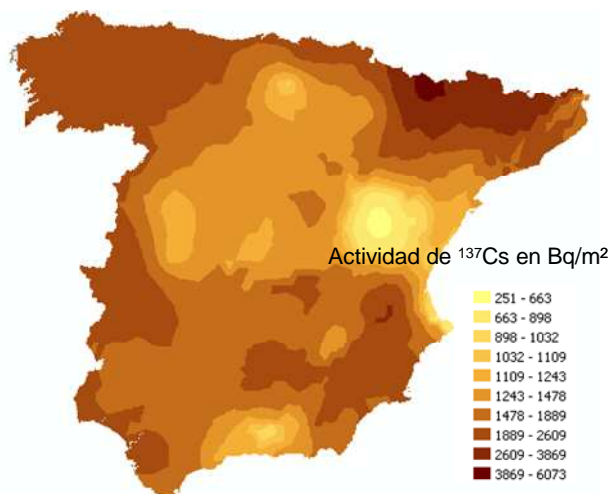 Actividad de ¹³⁷Cs en Bq/m²
251 - 663
663 - 898
898 - 1032
1032 - 1109
1109 - 1243
1243 - 1478
1478 - 1889
1889 - 2609
2609 - 3869
3869 - 6073